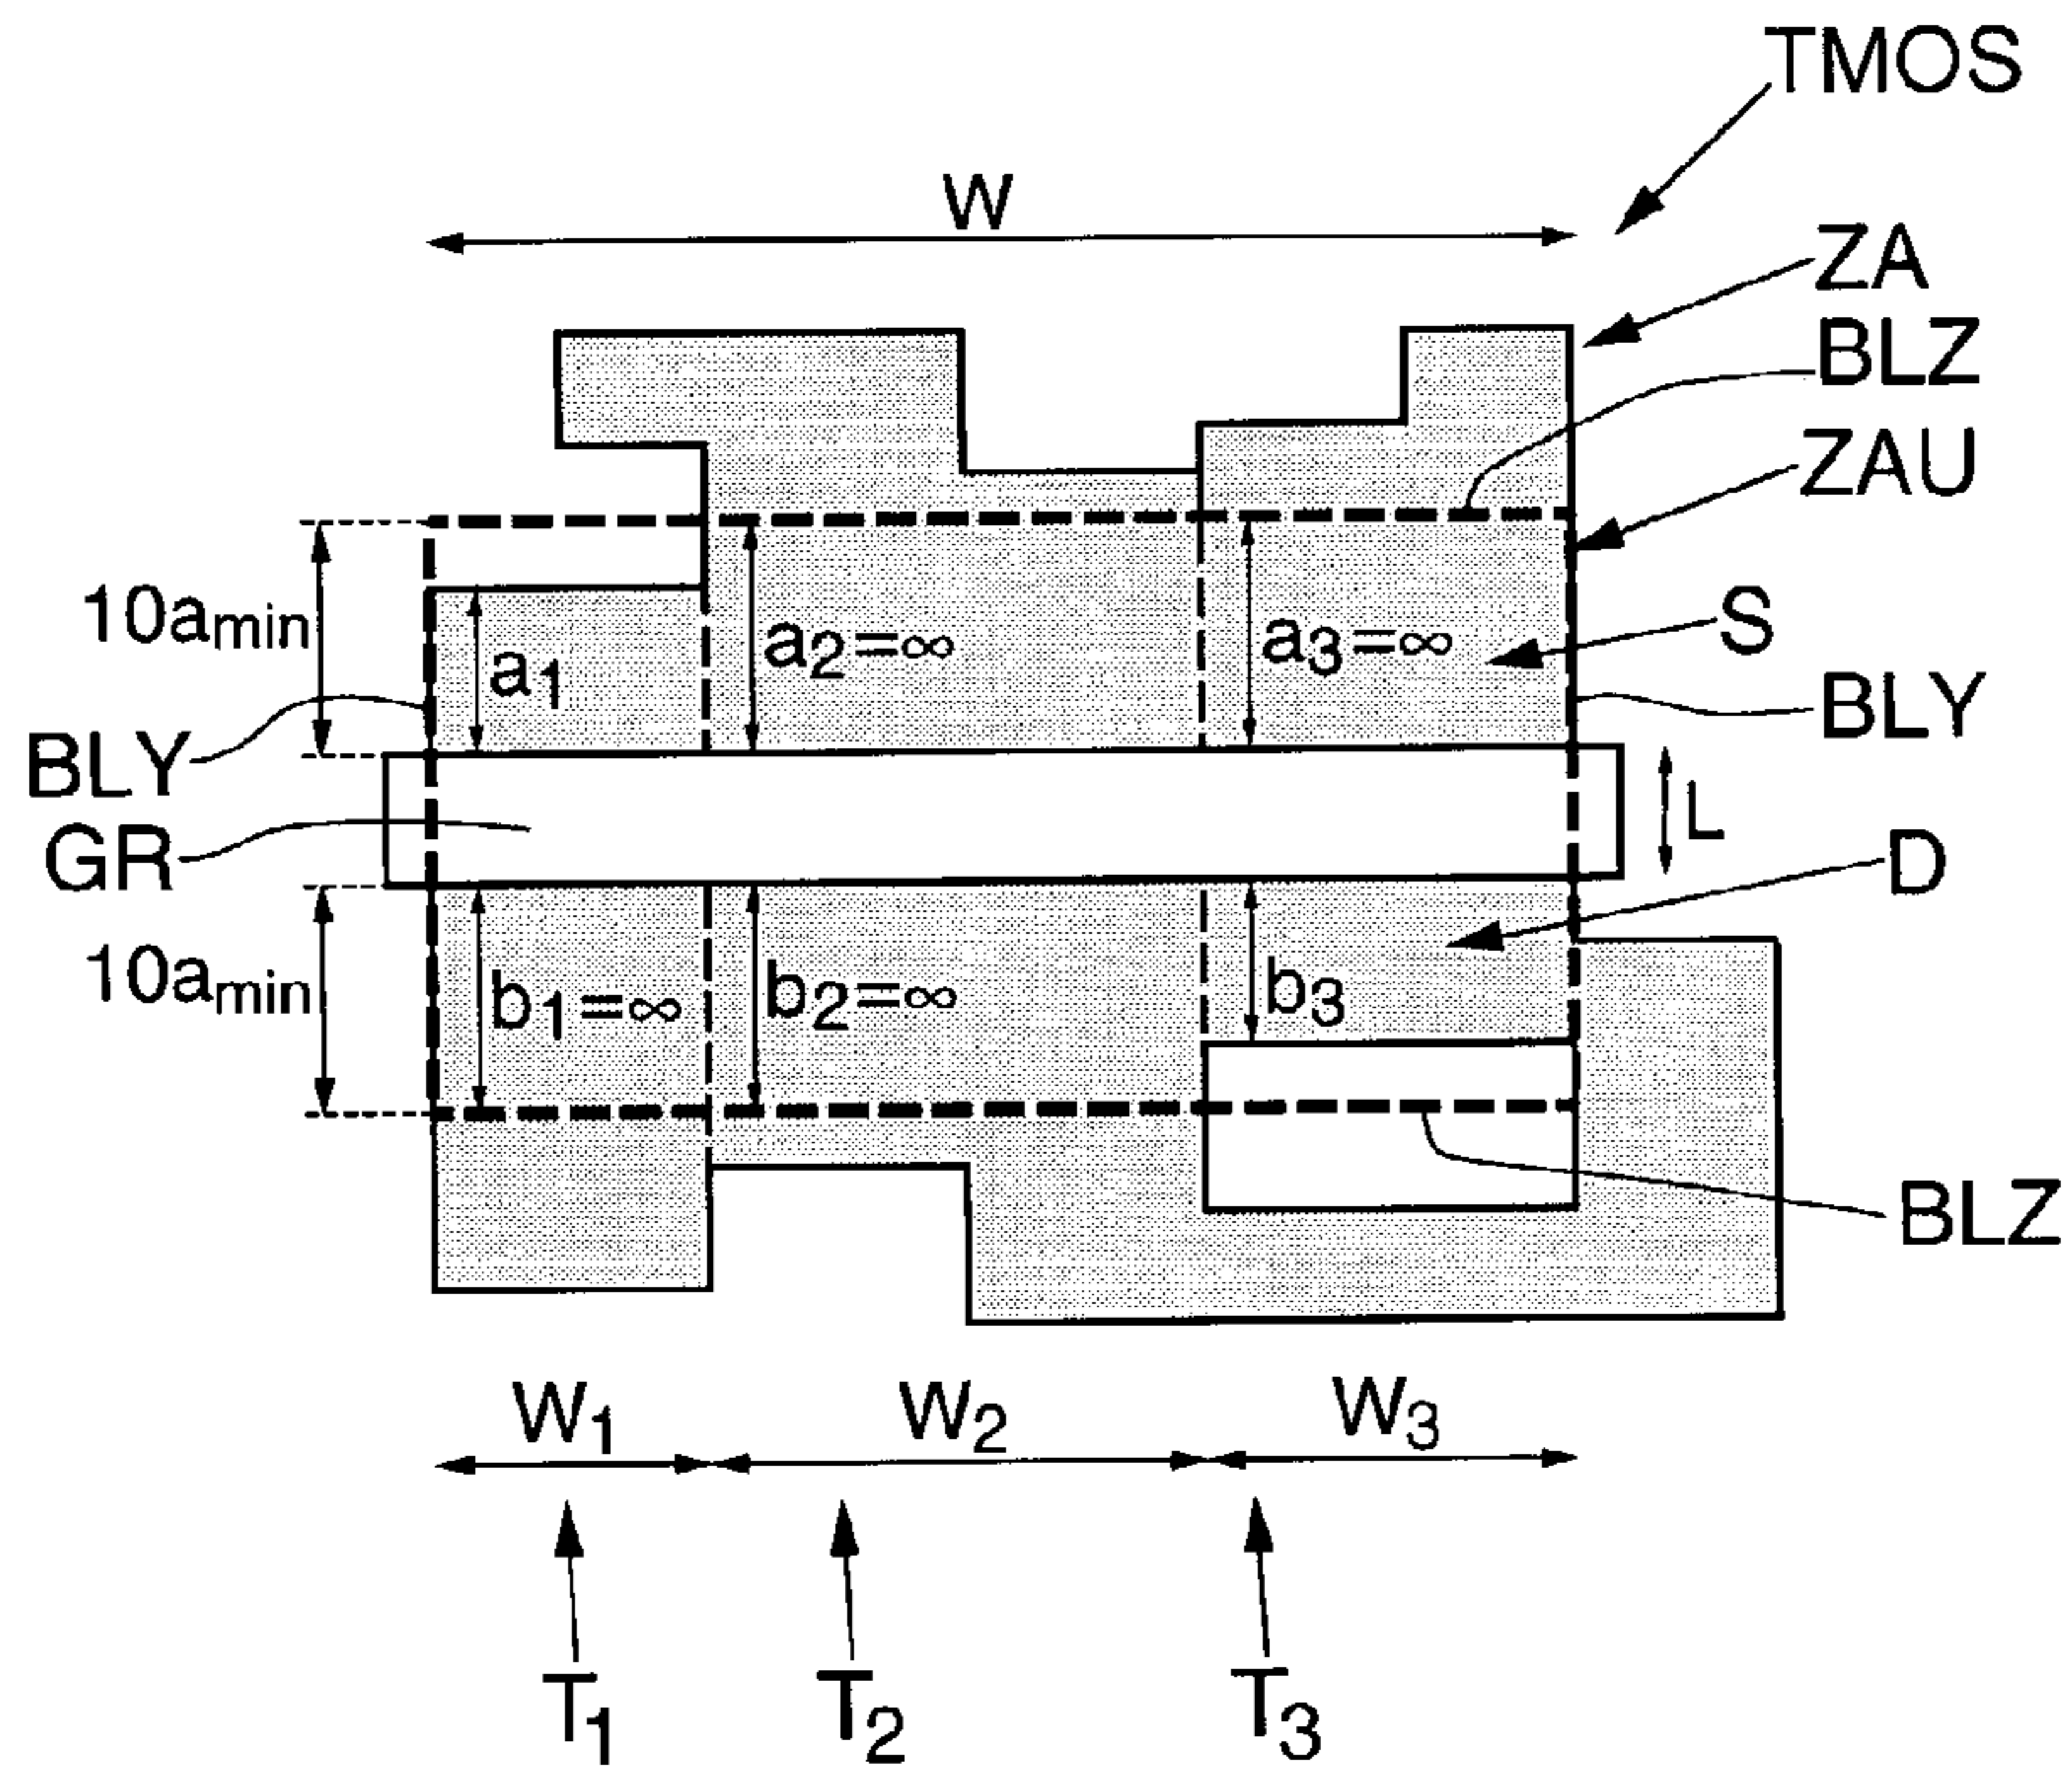 TMOS
W
ZA
BLZ
ZAU
10amin
a1
a2=∞
a3=∞
S
BLY
BLY
L
GR
D
10amin
b1=∞
b2=∞
b3
BLZ
W1
W2
W3
T1
T2
T3